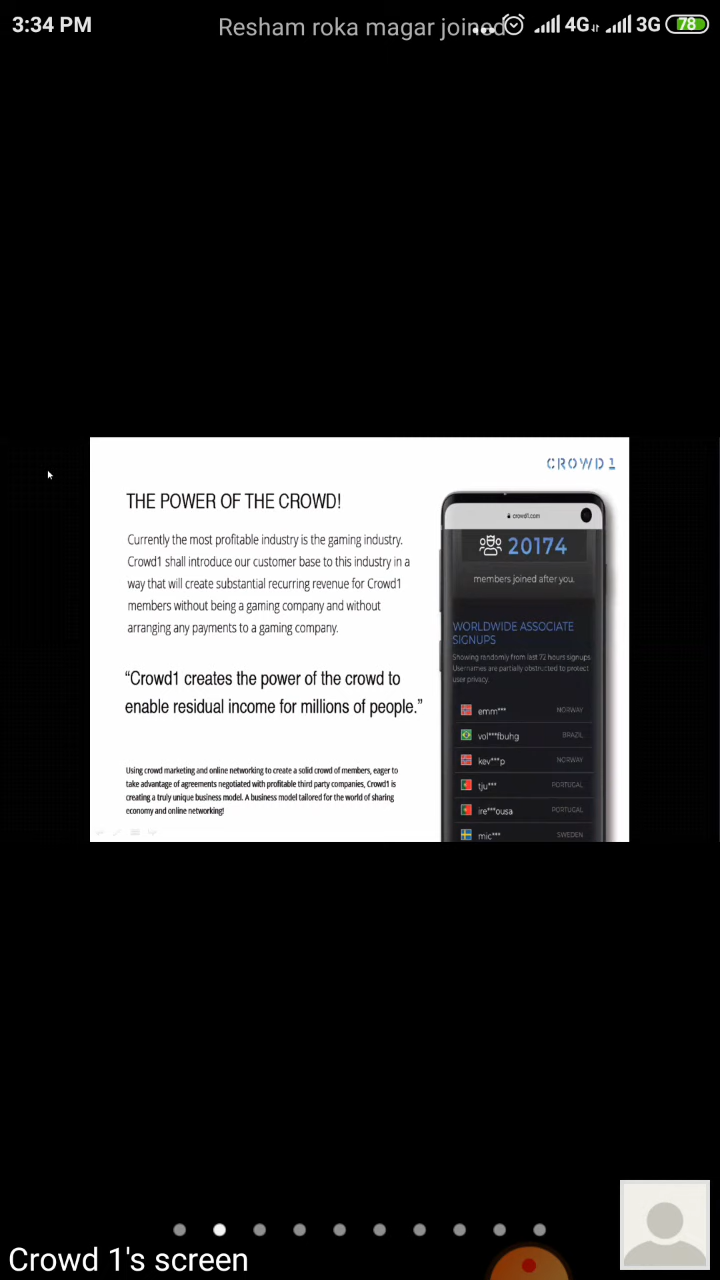 3:34 PM
Resham roka magar joined
4G
3G
78
CROWD1
THE POWER OF THE CROWD!
Currently the most profitable industry is the gaming industry.
Crowd1 shall introduce our customer base to this industry in a
way that will create substantial recurring revenue for Crowd1
members without being a gaming company and without
arranging any payments to a gaming company.
“Crowd1 creates the power of the crowd to
enable residual income for millions of people.”
Using crowd marketing and online networking to create a solid crowd of members, eager to
take advantage of agreements negotiated with profitable third party companies, Crowd1 is
creating a truly unique business model. A business model tailored for the world of sharing
economy and online networking!
crowd1.com
20174
members joined after you.
WORLDWIDE ASSOCIATE
SIGNUPS
Showing randomly from last 72 hours signups.
Usernames are partially obstructed to protect
user privacy.
emm*** NORWAY
vol***fbuhg BRAZIL
kev***p NORWAY
tju*** PORTUGAL
ire***ousa PORTUGAL
mic*** SWEDEN
Crowd 1's screen